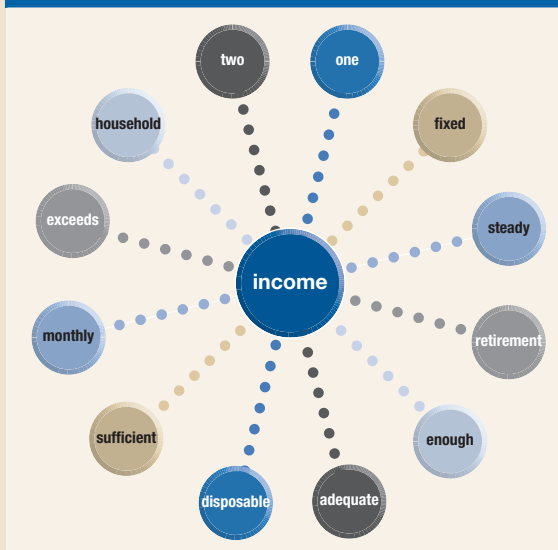 two
one
household
fixed
exceeds
steady
income
monthly
retirement
sufficient
enough
disposable
adequate